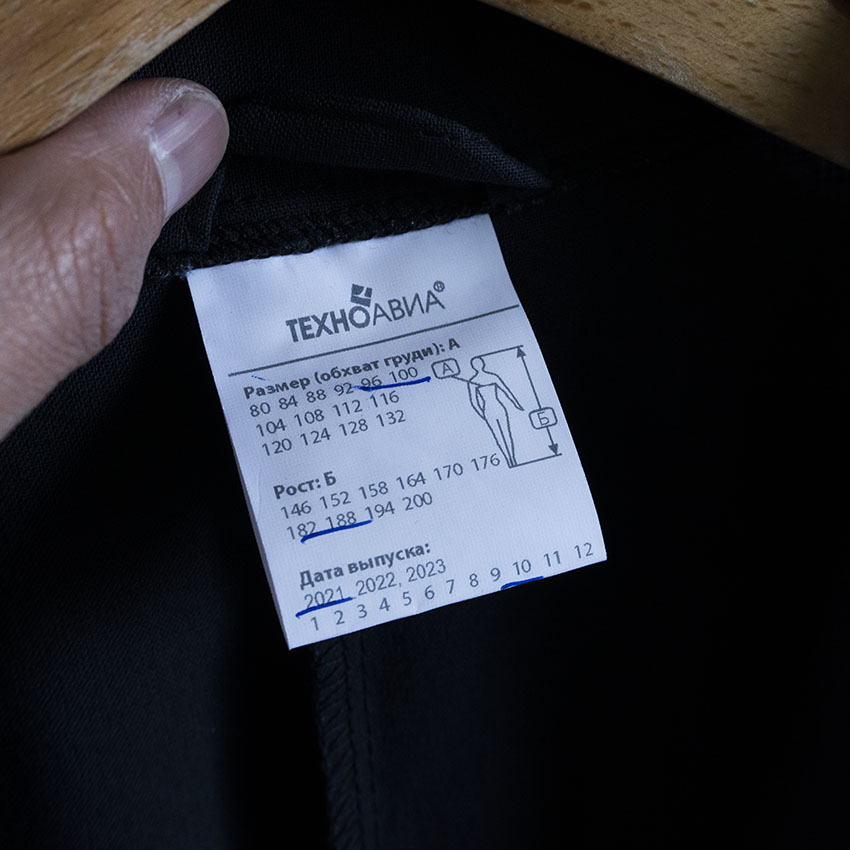 ТЕХНОАВИА®
Размер (обхват груди): А
80 84 88 92 96 100
104 108 112 116
120 124 128 132
А
Б
Рост: Б
146 152 158 164 170 176
182 188 194 200
Дата выпуска:
2021, 2022, 2023
1 2 3 4 5 6 7 8 9 10 11 12